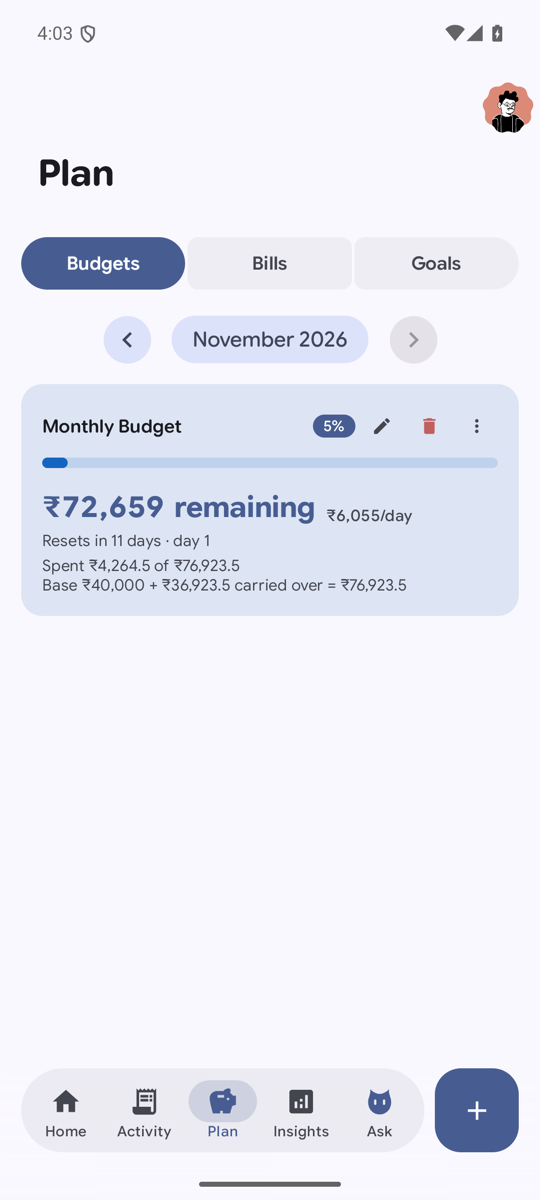 4:03
Plan
Budgets
Bills
Goals
November 2026
Monthly Budget
5%
₹72,659 remaining ₹6,055/day
Resets in 11 days · day 1
Spent ₹4,264.5 of ₹76,923.5
Base ₹40,000 + ₹36,923.5 carried over = ₹76,923.5
Home
Activity
Plan
Insights
Ask
+